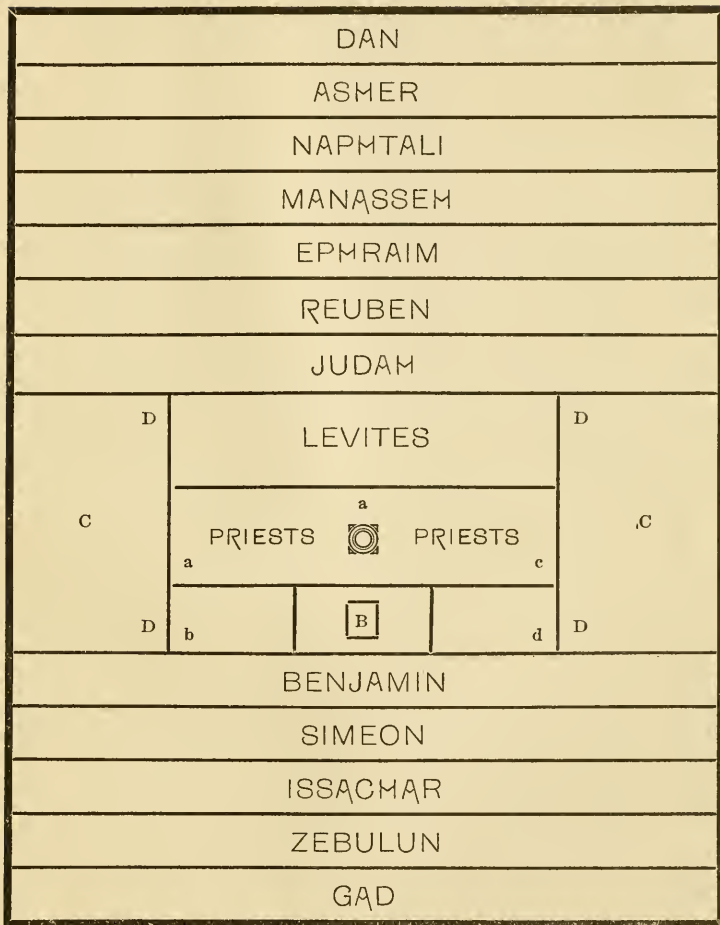 DAN
ASHER
NAPHTALI
MANASSEH
EPHRAIM
REUBEN
JUDAH
D D
LEVITES
a
C C
PRIESTS PRIESTS
a c
D b B d D
BENJAMIN
SIMEON
ISSACHAR
ZEBULUN
GAD